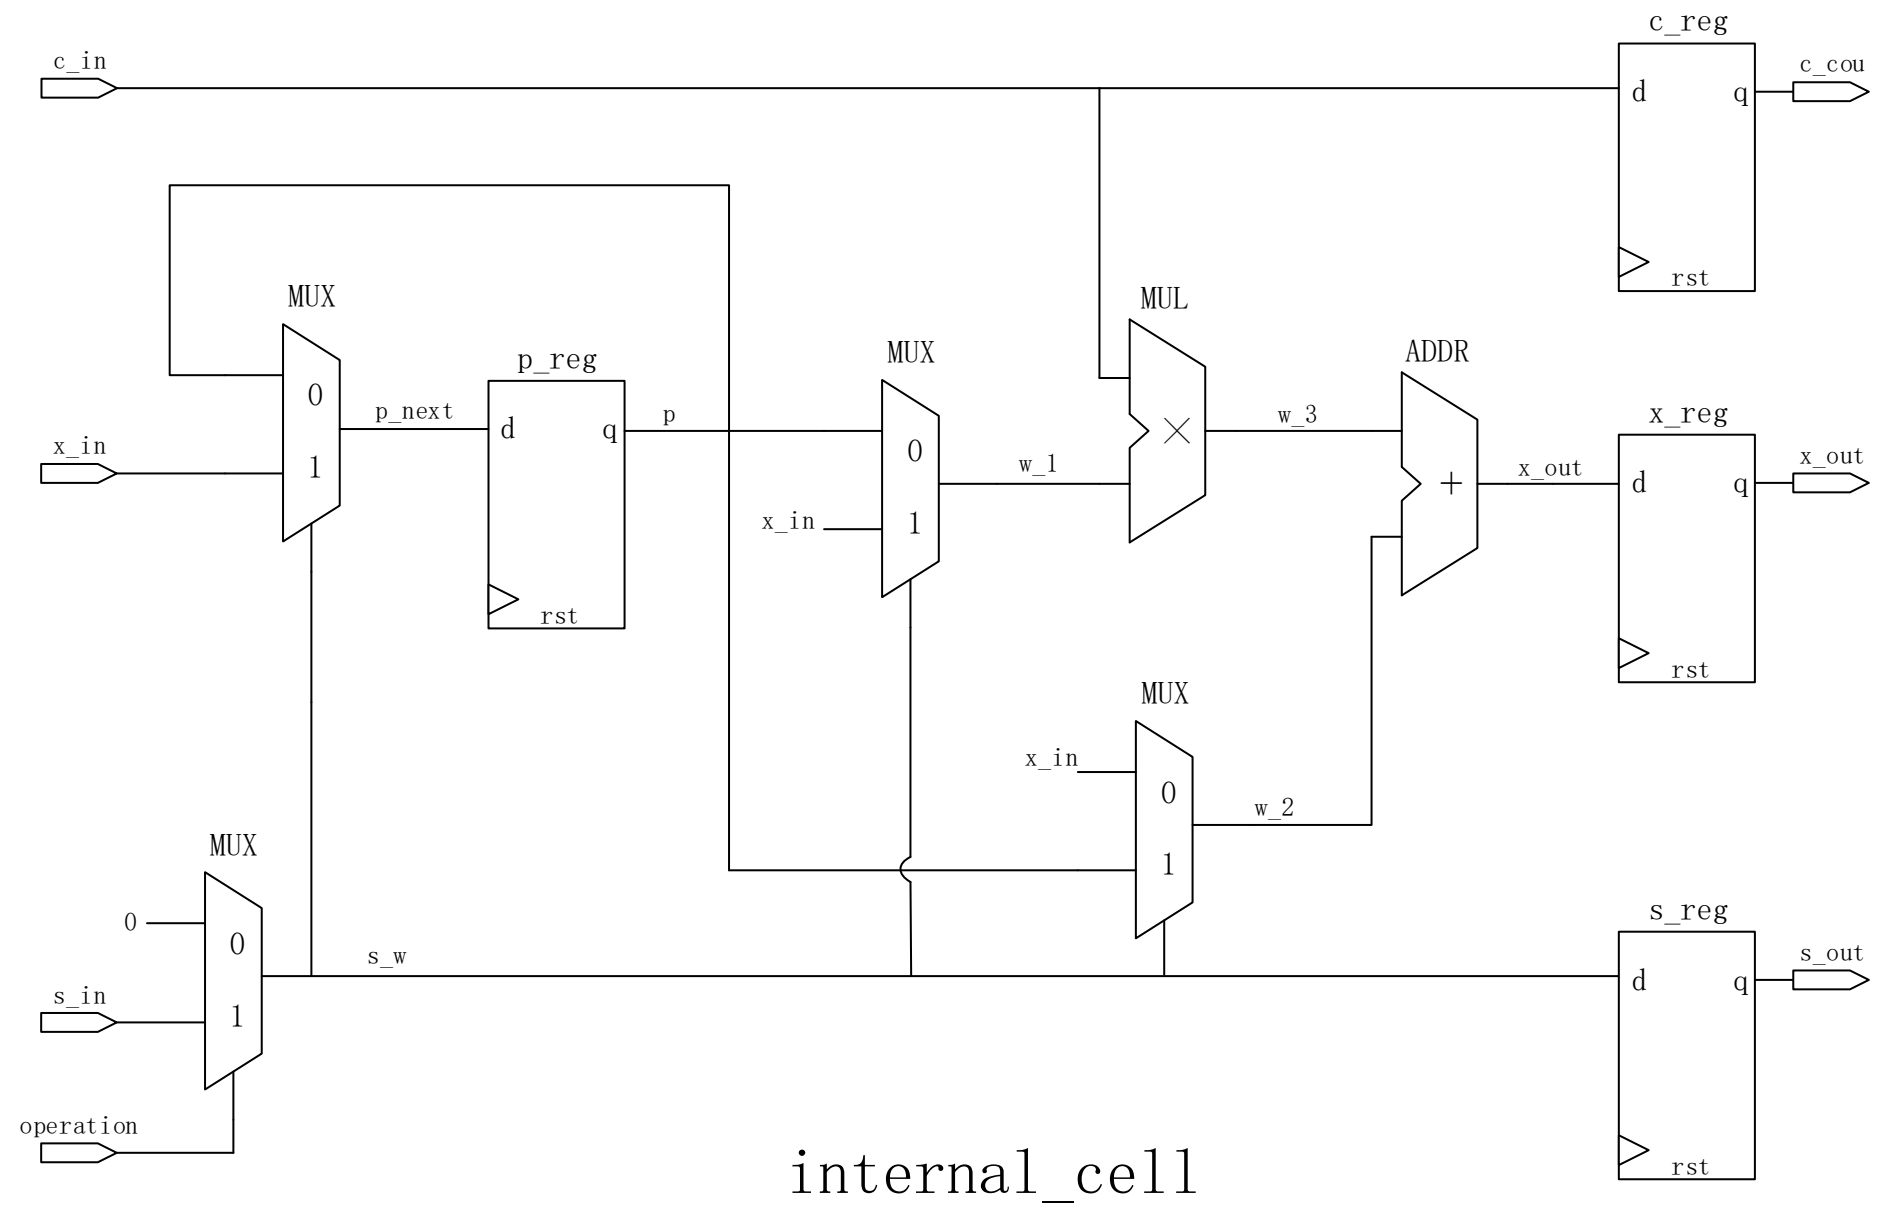 c_reg
c_in
c_cou
d
q
rst
MUX
MUL
MUX
ADDR
p_reg
0
p_next
d
q
p
w_3
x_reg
x_in
1
0
w_1
×
x_out
+
d
q
x_out
x_in
1
rst
rst
MUX
x_in
0
w_2
MUX
1
0
0
s_reg
s_w
s_out
s_in
1
d
q
operation
rst
internal_cell